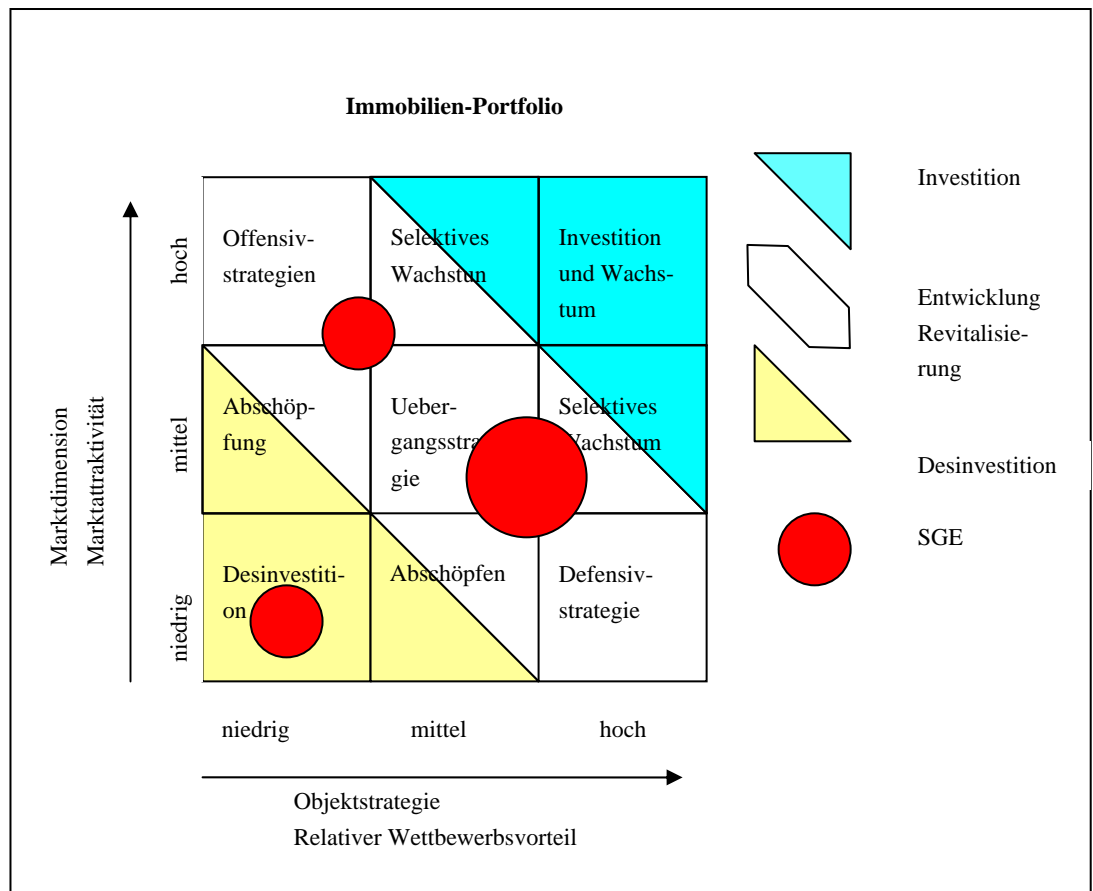 Immobilien-Portfolio
Marktdimension
Marktattraktivität
hoch
mittel
niedrig
Offensiv-
strategien
Selektives
Wachstun
Investition
und Wachs-
tum
Abschöp-
fung
Ueber-
gangsstra
gie
Selektives
Wachstum
Desinvestiti-
on
Abschöpfen
Defensiv-
strategie
niedrig
mittel
hoch
Objektstrategie
Relativer Wettbewerbsvorteil
Investition
Entwicklung
Revitalisie-
rung
Desinvestition
SGE